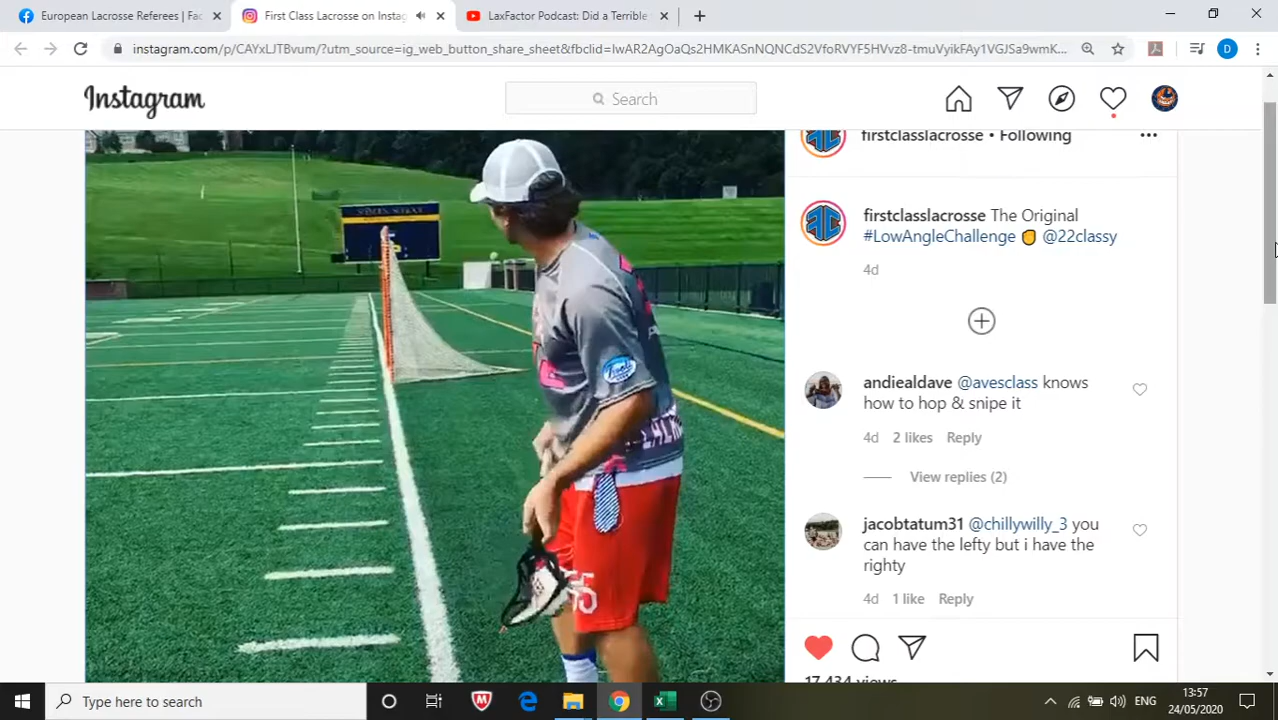 European Lacrosse Referees | Fac
First Class Lacrosse on Instag
LaxFactor Podcast: Did a Terrible
instagram.com/p/CAYxLJTBvum/?utm_source=ig_web_button_share_sheet&fbclid=IwAR2AgOaQs2HMKASnNQNCdS2VfoRVYF5HVvz8-tmuVyikFAy1VGJSa9wmK...
D
Instagram
Search
firstclasslacrosse • Following
firstclasslacrosse The Original
#LowAngleChallenge ✊ @22classy
4d
andiealdave @avesclass knows
how to hop & snipe it
4d 2 likes Reply
View replies (2)
jacobtatum31 @chillywilly_3 you
can have the lefty but i have the
righty
4d 1 like Reply
17,434 views
Type here to search
ENG
13:57
24/05/2020